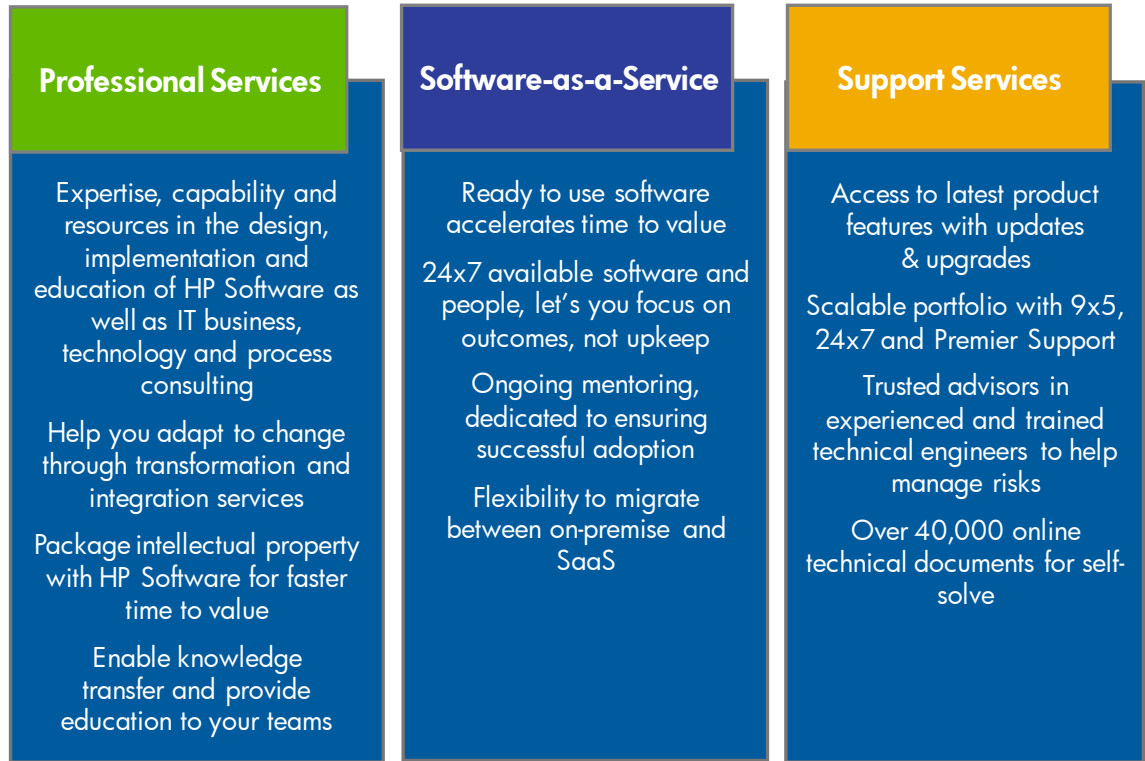 Professional Services
Expertise, capability and
resources in the design,
implementation and
education of HP Software as
well as IT business,
technology and process
consulting
Help you adapt to change
through transformation and
integration services
Package intellectual property
with HP Software for faster
time to value
Enable knowledge
transfer and provide
education to your teams
Software-as-a-Service
Ready to use software
accelerates time to value
24x7 available software and
people, let’s you focus on
outcomes, not upkeep
Ongoing mentoring,
dedicated to ensuring
successful adoption
Flexibility to migrate
between on-premise and
SaaS
Support Services
Access to latest product
features with updates
& upgrades
Scalable portfolio with 9x5,
24x7 and Premier Support
Trusted advisors in
experienced and trained
technical engineers to help
manage risks
Over 40,000 online
technical documents for self-
solve